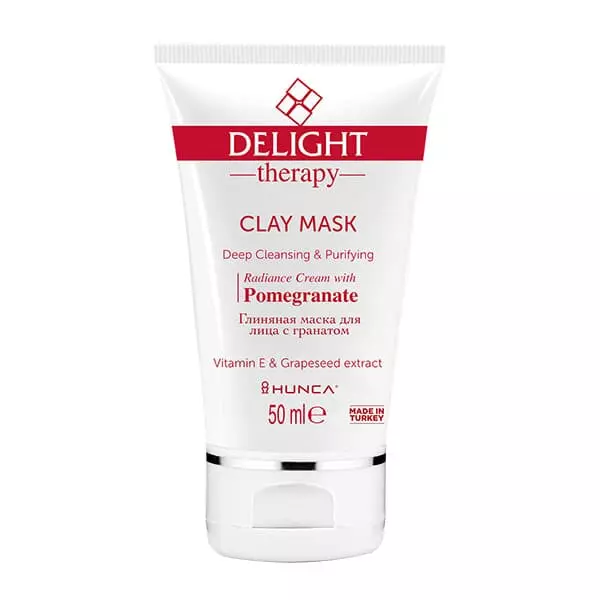 DELIGHT
therapy
CLAY MASK
Deep Cleansing & Purifying
Radiance Cream with
Pomegranate
Глиняная маска для
лица с гранатом
Vitamin E & Grapeseed extract
HUNCA®
50 ml e
MADE IN
TURKEY